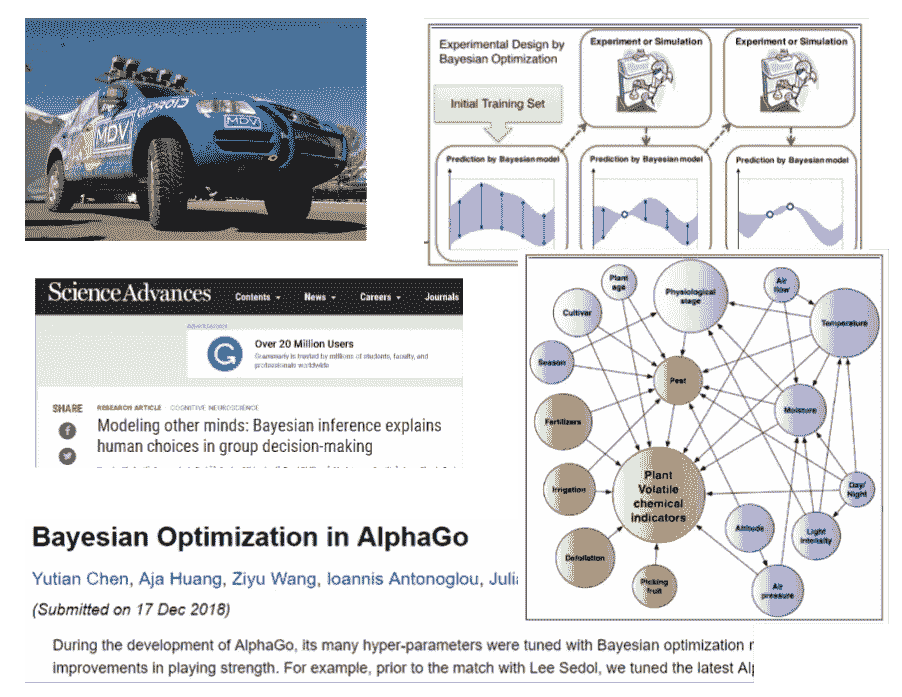 MDV
Experimental Design by
Bayesian Optimization
Initial Training Set
Experiment or Simulation
Experiment or Simulation
Prediction by Bayesian model
Prediction by Bayesian model
Prediction by Bayesian model
ScienceAdvances Contents News Careers Journals
Advertisement
Over 20 Million Users
Grammarly is trusted by millions of students, faculty, and
professionals worldwide
SHARE
RESEARCH ARTICLE COGNITIVE NEUROSCIENCE
Modeling other minds: Bayesian inference explains
human choices in group decision-making
Plant
age
Physiological
stage
Air
flow
Cultivar
Temperature
Season
Pest
Moisture
Fertilizers
Plant
Volatile
chemical
indicators
Irrigation
Day/
Night
Altitude
Light
intensity
Defoliation
Picking
fruit
Air
pressure
Bayesian Optimization in AlphaGo
Yutian Chen, Aja Huang, Ziyu Wang, Ioannis Antonoglou, Julia
(Submitted on 17 Dec 2018)
During the development of AlphaGo, its many hyper-parameters were tuned with Bayesian optimization
improvements in playing strength. For example, prior to the match with Lee Sedol, we tuned the latest Alp